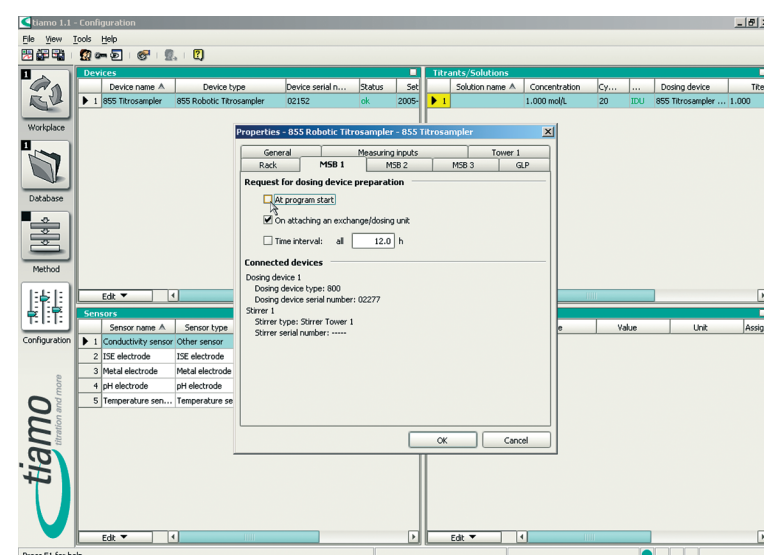 tiamo 1.1 - Configuration
File View Tools Help
Devices
Device name Device type Device serial n... Status Set
1 855 Titrosampler 855 Robotic Titrosampler 02152 ok 2005-
Titrants/Solutions
Solution name Concentration Cy... ... Dosing device Tite
1 1.000 mol/L 20 IDU 855 Titrosampler ... 1.000
1
Workplace
1
Database
Method
Configuration
tiamo
titration and more
Properties - 855 Robotic Titrosampler - 855 Titrosampler
General Measuring inputs Tower 1
Rack MSB 1 MSB 2 MSB 3 GLP
Request for dosing device preparation
At program start
On attaching an exchange/dosing unit
Time interval: all 12.0 h
Connected devices
Dosing device 1
Dosing device type: 800
Dosing device serial number: 02277
Stirrer 1
Stirrer type: Stirrer Tower 1
Stirrer serial number: -----
OK Cancel
Edit
Sensors
Sensor name Sensor type
1 Conductivity sensor Other sensor
2 ISE electrode ISE electrode
3 Metal electrode Metal electrode
4 pH electrode pH electrode
5 Temperature sen... Temperature se
e Value Unit Assig
Edit
Edit
Press F1 for help